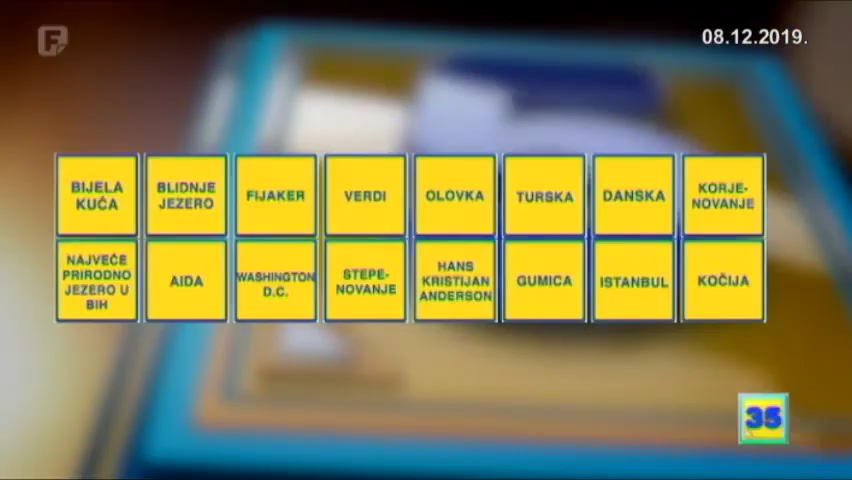 F
08.12.2019.
BIJELA
KUĆA
BLIDNJE
JEZERO
FIJAKER
VERDI
OLOVKA
TURSKA
DANSKA
KORJE-
NOVANJE
NAJVEĆE
PRIRODNO
JEZERO U
BIH
AIDA
WASHINGTON
D.C.
STEPE-
NOVANJE
HANS
KRISTIJAN
ANDERSON
GUMICA
ISTANBUL
KOČIJA
35